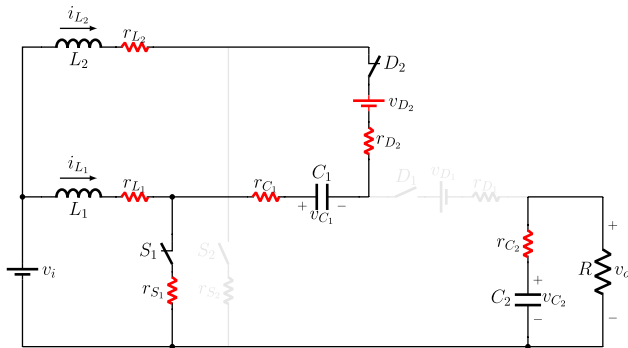 i_{L_2}
r_{L_2}
L_2
D_2
v_{D_2}
r_{D_2}
i_{L_1}
r_{L_1}
L_1
r_{C_1}
C_1
+ v_{C_1} −
D_1
v_{D_1}
r_{D_1}
S_1
S_2
r_{S_1}
r_{S_2}
v_i
r_{C_2}
C_2
+
v_{C_2}
−
R
+
v_o
−